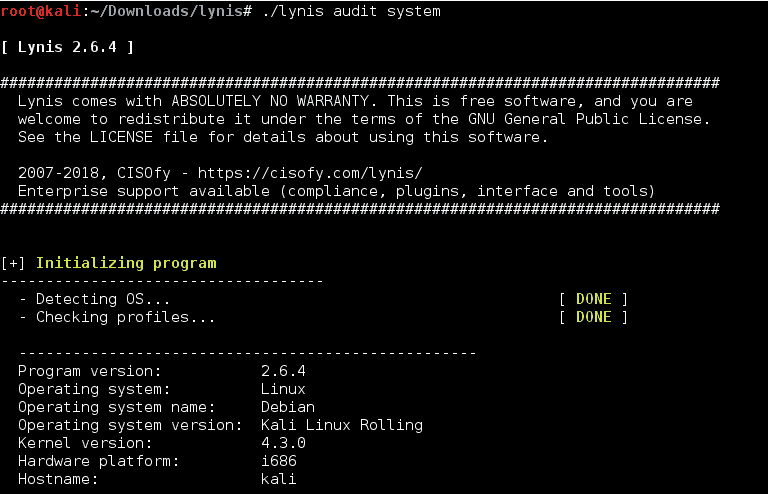 root@kali:~/Downloads/lynis# ./lynis audit system
[ Lynis 2.6.4 ]
################################################################################
Lynis comes with ABSOLUTELY NO WARRANTY. This is free software, and you are
welcome to redistribute it under the terms of the GNU General Public License.
See the LICENSE file for details about using this software.
2007-2018, CISOfy - https://cisofy.com/lynis/
Enterprise support available (compliance, plugins, interface and tools)
################################################################################
[+] Initializing program
------------------------------------
- Detecting OS... [ DONE ]
- Checking profiles... [ DONE ]
---------------------------------------------------
Program version: 2.6.4
Operating system: Linux
Operating system name: Debian
Operating system version: Kali Linux Rolling
Kernel version: 4.3.0
Hardware platform: i686
Hostname: kali